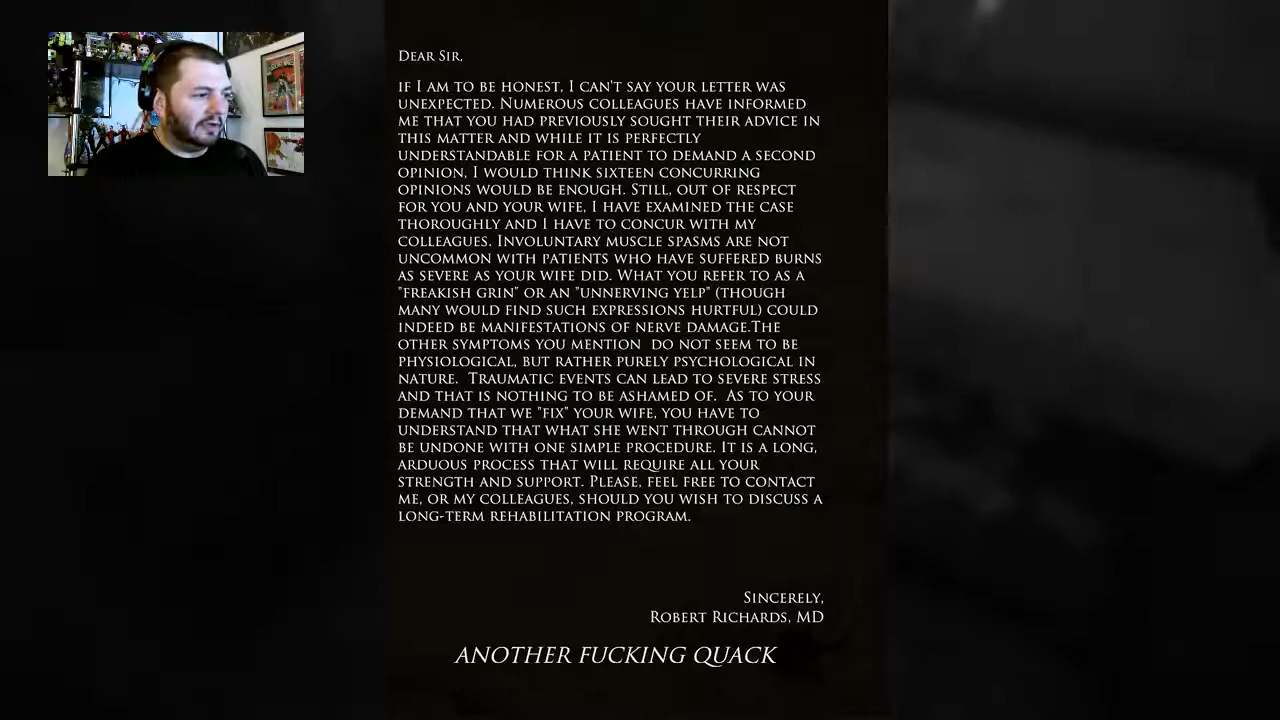 Dear Sir,
if I am to be honest, I can't say your letter was
unexpected. Numerous colleagues have informed
me that you had previously sought their advice in
this matter and while it is perfectly
understandable for a patient to demand a second
opinion, I would think sixteen concurring
opinions would be enough. Still, out of respect
for you and your wife, I have examined the case
thoroughly and I have to concur with my
colleagues. Involuntary muscle spasms are not
uncommon with patients who have suffered burns
as severe as your wife did. What you refer to as a
"freakish grin" or an "unnerving yelp" (though
many would find such expressions hurtful) could
indeed be manifestations of nerve damage.The
other symptoms you mention  do not seem to be
physiological, but rather purely psychological in
nature.  Traumatic events can lead to severe stress
and that is nothing to be ashamed of.  As to your
demand that we "fix" your wife, you have to
understand that what she went through cannot
be undone with one simple procedure. It is a long,
arduous process that will require all your
strength and support. Please, feel free to contact
me, or my colleagues, should you wish to discuss a
long-term rehabilitation program.
Sincerely,
Robert Richards, MD
ANOTHER FUCKING QUACK